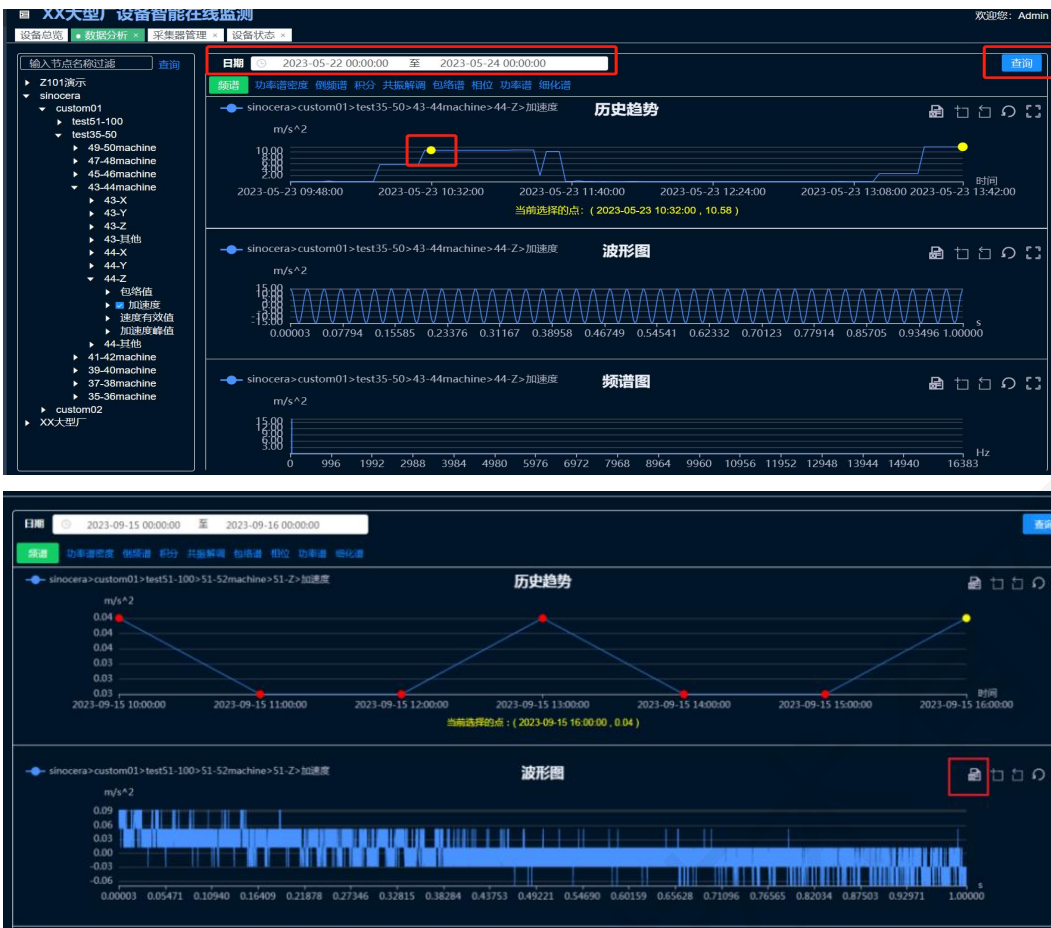 XX大型厂设备智能在线监测
欢迎您: Admin
设备总览 数据分析 × 采集器管理 × 设备状态 ×
输入节点名称过滤 查询
Z101演示
sinocera
custom01
test51-100
test35-50
49-50machine
47-48machine
45-46machine
43-44machine
43-X
43-Y
43-Z
43-其他
44-X
44-Y
44-Z
包络值
加速度
速度有效值
加速度峰值
44-其他
41-42machine
39-40machine
37-38machine
35-36machine
custom02
XX大型厂
日期 2023-05-22 00:00:00 至 2023-05-24 00:00:00 查询
频谱 功率谱密度 倒频谱 积分 共振解调 包络谱 相位 功率谱 细化谱
sinocera>custom01>test35-50>43-44machine>44-Z>加速度 历史趋势
m/s^2
10.00
8.00
2.00
时间
2023-05-23 09:48:00 2023-05-23 10:32:00 2023-05-23 11:40:00 2023-05-23 12:24:00 2023-05-23 13:08:00 2023-05-23 13:42:00
当前选择的点:( 2023-05-23 10:32:00 , 10.58 )
sinocera>custom01>test35-50>43-44machine>44-Z>加速度 波形图
m/s^2
15.00
0.00
-15.00
s
0.00003 0.07794 0.15585 0.23376 0.31167 0.38958 0.46749 0.54541 0.62332 0.70123 0.77914 0.85705 0.93496 1.00000
sinocera>custom01>test35-50>43-44machine>44-Z>加速度 频谱图
m/s^2
15.00
12.00
9.00
6.00
3.00
Hz
0 996 1992 2988 3984 4980 5976 6972 7968 8964 9960 10956 11952 12948 13944 14940 16383
日期 2023-09-15 00:00:00 至 2023-09-16 00:00:00 查询
频谱 功率谱密度 倒频谱 积分 共振解调 包络谱 相位 功率谱 细化谱
sinocera>custom01>test51-100>51-52machine>51-Z>加速度 历史趋势
m/s^2
0.04
0.04
0.04
0.03
0.03
0.03
时间
2023-09-15 10:00:00 2023-09-15 11:00:00 2023-09-15 12:00:00 2023-09-15 13:00:00 2023-09-15 14:00:00 2023-09-15 15:00:00 2023-09-15 16:00:00
当前选择的点:( 2023-09-15 16:00:00 , 0.04 )
sinocera>custom01>test51-100>51-52machine>51-Z>加速度 波形图
m/s^2
0.09
0.06
0.03
0.00
-0.03
-0.06
s
0.00003 0.05471 0.10940 0.16409 0.21878 0.27346 0.32815 0.38284 0.43753 0.49221 0.54690 0.60159 0.65628 0.71096 0.76565 0.82034 0.87503 0.92971 1.00000